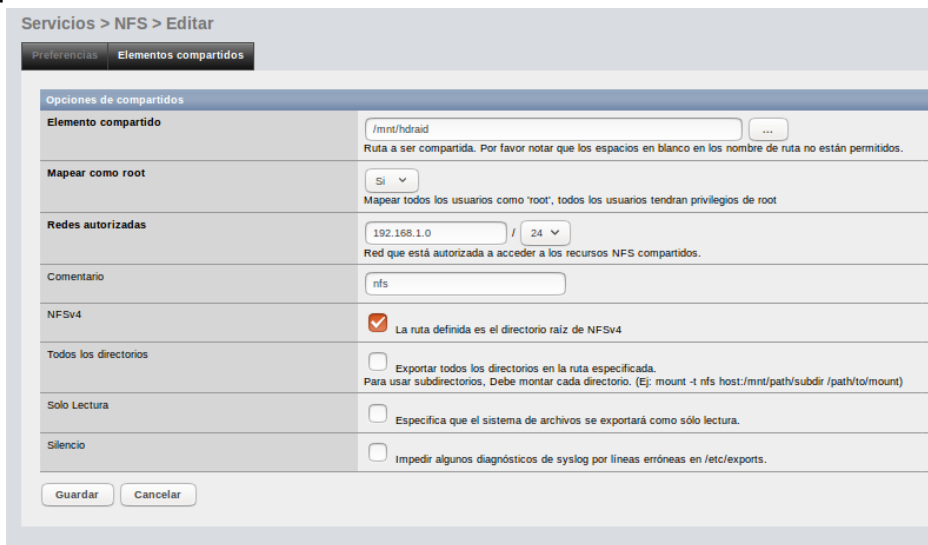 Servicios > NFS > Editar
Preferencias Elementos compartidos
Opciones de compartidos
Elemento compartido /mnt/hdraid ...
Ruta a ser compartida. Por favor notar que los espacios en blanco en los nombre de ruta no están permitidos.
Mapear como root Si
Mapear todos los usuarios como 'root', todos los usuarios tendran privilegios de root
Redes autorizadas 192.168.1.0 / 24
Red que está autorizada a acceder a los recursos NFS compartidos.
Comentario nfs
NFSv4 La ruta definida es el directorio raíz de NFSv4
Todos los directorios Exportar todos los directorios en la ruta especificada.
Para usar subdirectorios, Debe montar cada directorio. (Ej: mount -t nfs host:/mnt/path/subdir /path/to/mount)
Solo Lectura Especifica que el sistema de archivos se exportará como sólo lectura.
Silencio Impedir algunos diagnósticos de syslog por líneas erróneas en /etc/exports.
Guardar Cancelar